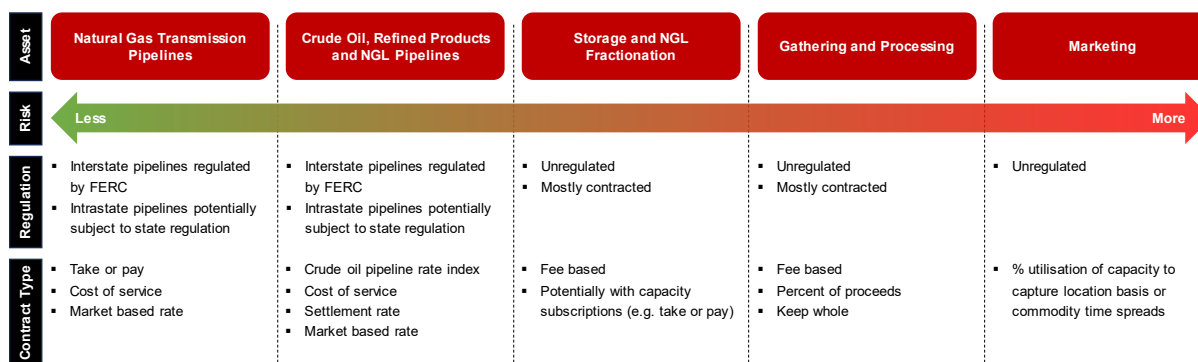 Asset
Natural Gas Transmission
Pipelines
Crude Oil, Refined Products
and NGL Pipelines
Storage and NGL
Fractionation
Gathering and Processing
Marketing
Risk
Less
More
Regulation
▪ Interstate pipelines regulated
by FERC
▪ Intrastate pipelines potentially
subject to state regulation
▪ Interstate pipelines regulated
by FERC
▪ Intrastate pipelines potentially
subject to state regulation
▪ Unregulated
▪ Mostly contracted
▪ Unregulated
▪ Mostly contracted
▪ Unregulated
Contract Type
▪ Take or pay
▪ Cost of service
▪ Market based rate
▪ Crude oil pipeline rate index
▪ Cost of service
▪ Settlement rate
▪ Market based rate
▪ Fee based
▪ Potentially with capacity
subscriptions (e.g. take or pay)
▪ Fee based
▪ Percent of proceeds
▪ Keep whole
▪ % utilisation of capacity to
capture location basis or
commodity time spreads